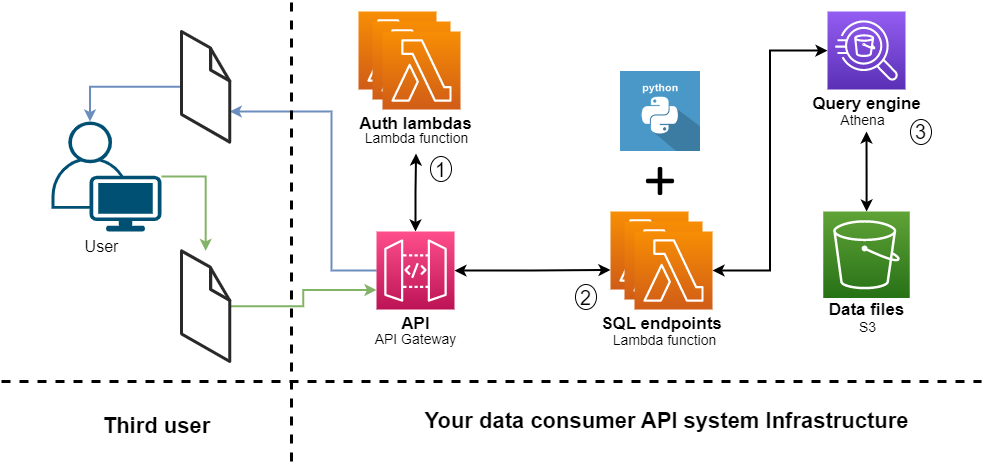 python
Auth lambdas
Lambda function
1
Query engine
Athena
3
User
API
API Gateway
2
SQL endpoints
Lambda function
Data files
S3
</>
Third user
Your data consumer API system Infrastructure